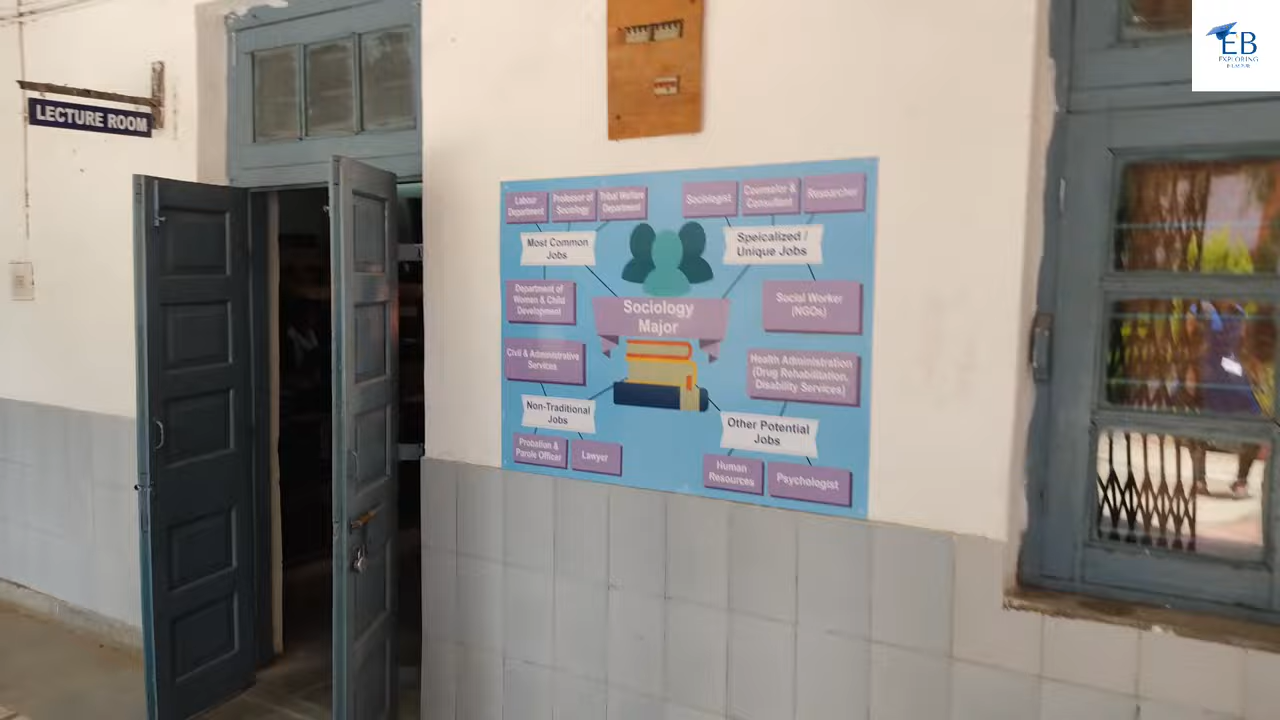 EB
EXPLORING
LECTURE ROOM
Labour
Department
Professor of
Sociology
Tribal Welfare
Department
Sociologist
Counselor &
Consultant
Researcher
Most Common
Jobs
Speicalized /
Unique Jobs
Department of
Women & Child
Development
Sociology
Major
Social Worker
(NGOs)
Civil & Administrative
Services
Health Administration
(Drug Rehabilitation,
Disability Services)
Non-Traditional
Jobs
Other Potential
Jobs
Probation &
Parole Officer
Lawyer
Human
Resources
Psychologist